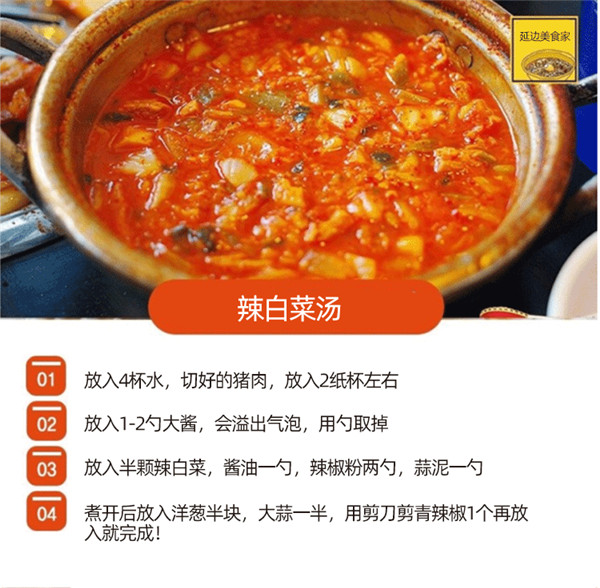 延边美食家
辣白菜汤
01 放入4杯水，切好的猪肉，放入2纸杯左右
02 放入1-2勺大酱，会溢出气泡，用勺取掉
03 放入半颗辣白菜，酱油一勺，辣椒粉两勺，蒜泥一勺
04 煮开后放入洋葱半块，大蒜一半，用剪刀剪青辣椒1个再放
入就完成！